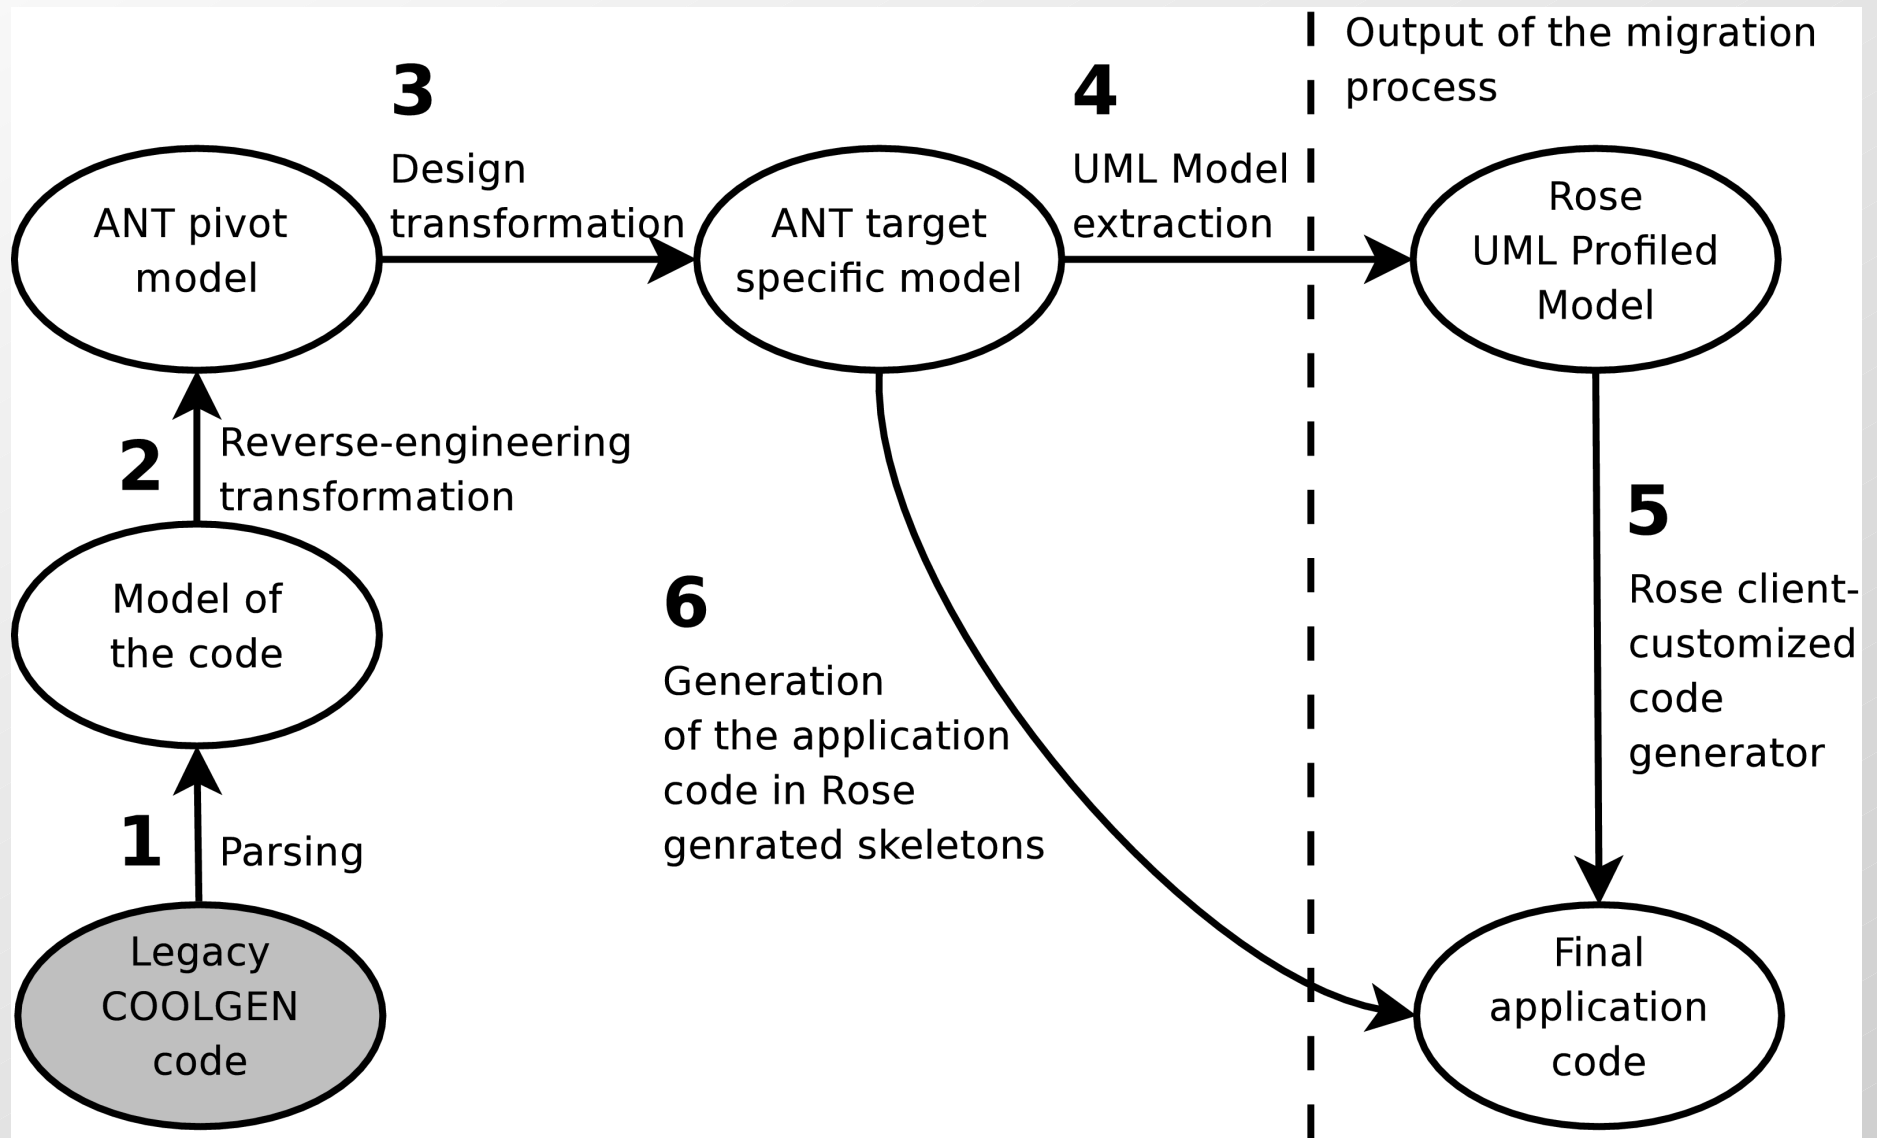 Output of the migration
process
3
Design
transformation
4
UML Model
extraction
ANT pivot
model
ANT target
specific model
Rose
UML Profiled
Model
2
Reverse-engineering
transformation
Model of
the code
5
Rose client-
customized
code
generator
6
Generation
of the application
code in Rose
genrated skeletons
1
Parsing
Legacy
COOLGEN
code
Final
application
code